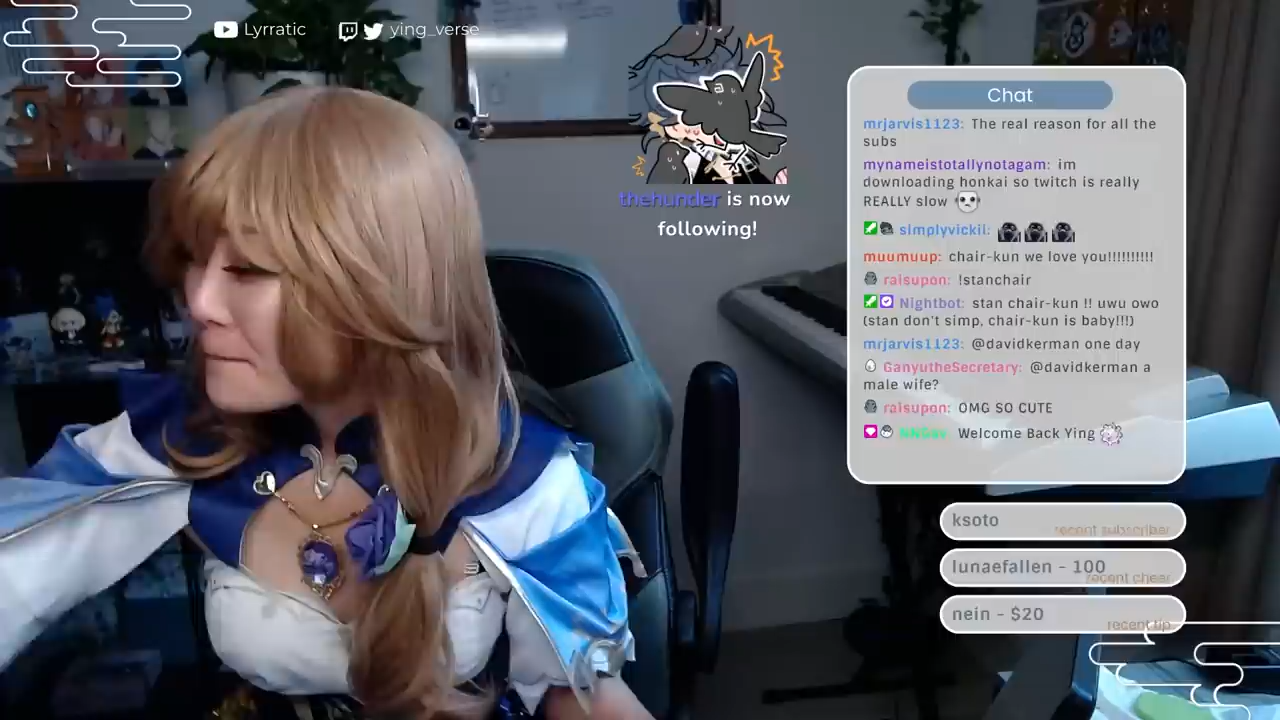 Lyrratic ying_verse
thehunder is now
following!
Chat
mrjarvis1123: The real reason for all the
subs
mynameistotallynotagam: im
downloading honkai so twitch is really
REALLY slow
simplyvickii:
muumuup: chair-kun we love you!!!!!!!!!!
raisupon: !stanchair
Nightbot: stan chair-kun !! uwu owo
(stan don't simp, chair-kun is baby!!!)
mrjarvis1123: @davidkerman one day
GanyutheSecretary: @davidkerman a
male wife?
raisupon: OMG SO CUTE
Welcome Back Ying
ksoto
recent subscriber
lunaefallen - 100
recent cheer
nein - $20
recent tip